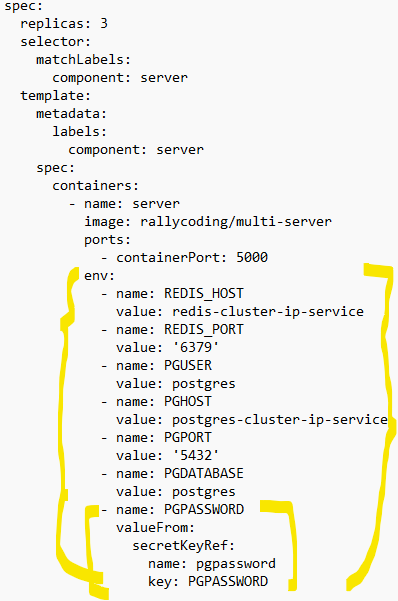 spec:
  replicas: 3
  selector:
    matchLabels:
      component: server
  template:
    metadata:
      labels:
        component: server
    spec:
      containers:
        - name: server
          image: rallycoding/multi-server
          ports:
            - containerPort: 5000
          env:
            - name: REDIS_HOST
              value: redis-cluster-ip-service
            - name: REDIS_PORT
              value: '6379'
            - name: PGUSER
              value: postgres
            - name: PGHOST
              value: postgres-cluster-ip-service
            - name: PGPORT
              value: '5432'
            - name: PGDATABASE
              value: postgres
            - name: PGPASSWORD
              valueFrom:
                secretKeyRef:
                  name: pgpassword
                  key: PGPASSWORD